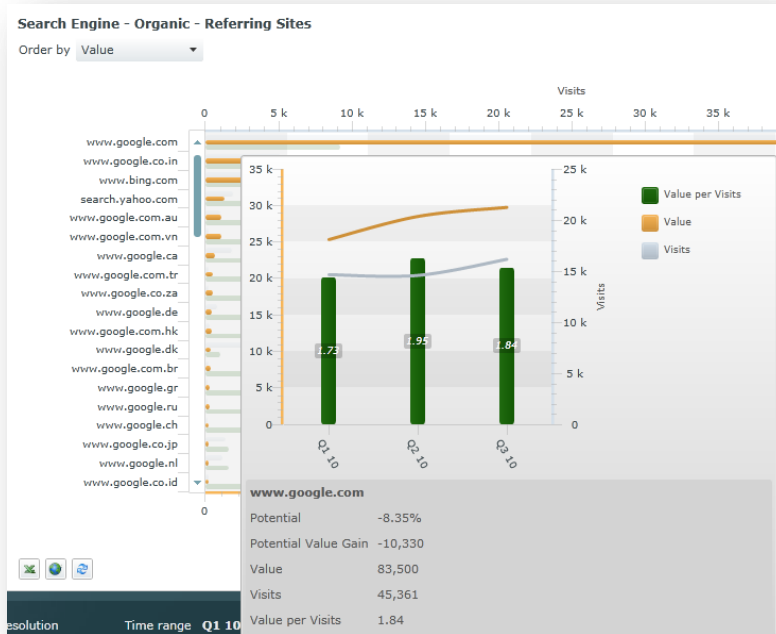 Search Engine - Organic - Referring Sites
Order by Value
Visits
0 5 k 10 k 15 k 20 k 25 k 30 k 35 k
www.google.com
www.google.co.in
www.bing.com
search.yahoo.com
www.google.com.au
www.google.com.vn
www.google.ca
www.google.com.tr
www.google.co.za
www.google.de
www.google.com.hk
www.google.dk
www.google.com.br
www.google.gr
www.google.ru
www.google.ch
www.google.co.jp
www.google.nl
www.google.co.id
0
35 k
30 k
25 k
20 k
15 k
10 k
5 k
0
1.73
1.95
1.84
25 k
20 k
15 k
10 k
5 k
0
Visits
Q1 10
Q2 10
Q3 10
Value per Visits
Value
Visits
www.google.com
Potential -8.35%
Potential Value Gain -10,330
Value 83,500
Visits 45,361
Value per Visits 1.84
esolution Time range Q1 10